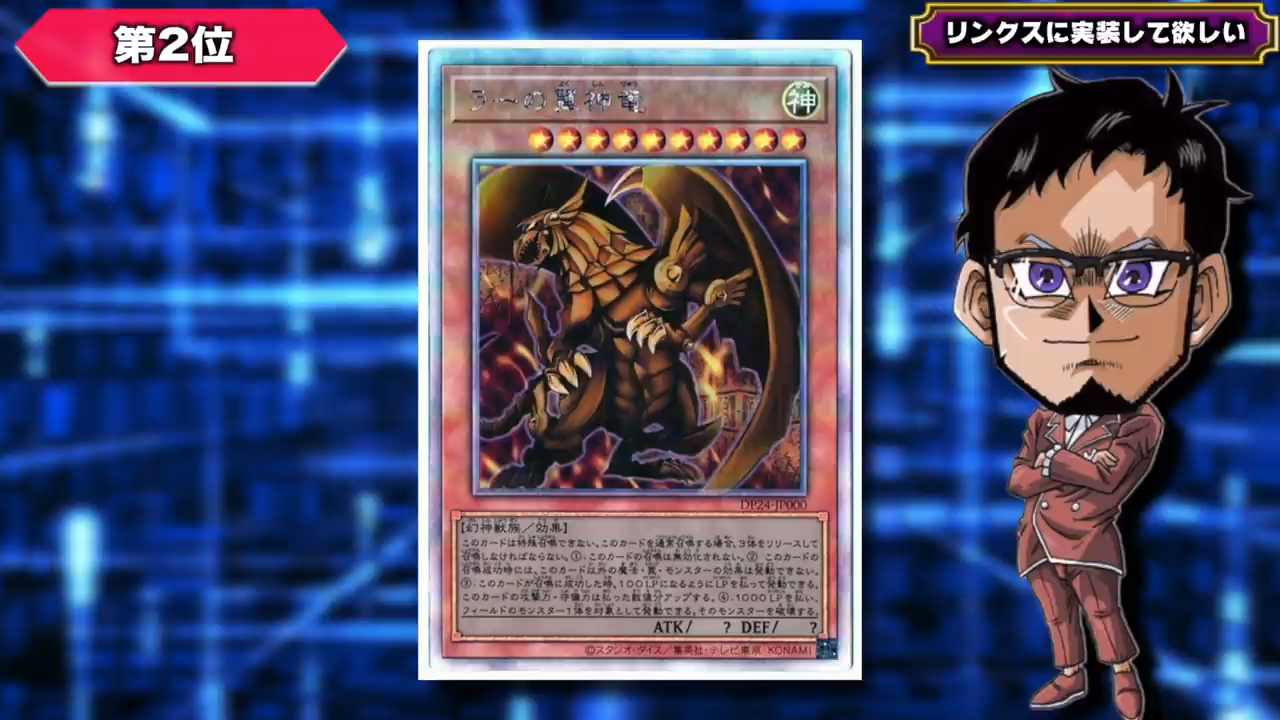 第2位
リンクスに実装して欲しい
ラーの翼神竜
神
DP24-JP000
【幻神獣族／効果】
このカードは特殊召喚できない。このカードを通常召喚する場合、3体をリリースして
召喚しなければならない。①：このカードの召喚は無効化されない。② このカードの
召喚成功時には、このカード以外の魔法・罠・モンスターの効果は発動できない。
③：このカードが召喚に成功した時、100LPになるようにLPを払って発動できる。
このカードの攻撃力・守備力は払った数値分アップする。④：1000LPを払い、
フィールドのモンスター1体を対象として発動できる。そのモンスターを破壊する。
ATK/ ? DEF/ ?
©スタジオ・ダイス／集英社・テレビ東京・KONAMI